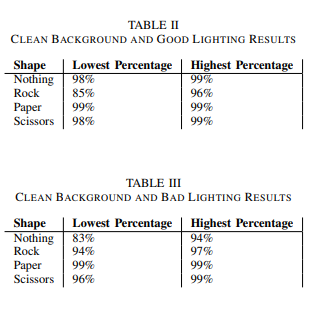 TABLE II
CLEAN BACKGROUND AND GOOD LIGHTING RESULTS
Shape Lowest Percentage Highest Percentage
Nothing 98% 99%
Rock 85% 96%
Paper 99% 99%
Scissors 98% 99%
TABLE III
CLEAN BACKGROUND AND BAD LIGHTING RESULTS
Shape Lowest Percentage Highest Percentage
Nothing 83% 94%
Rock 94% 97%
Paper 99% 99%
Scissors 96% 99%